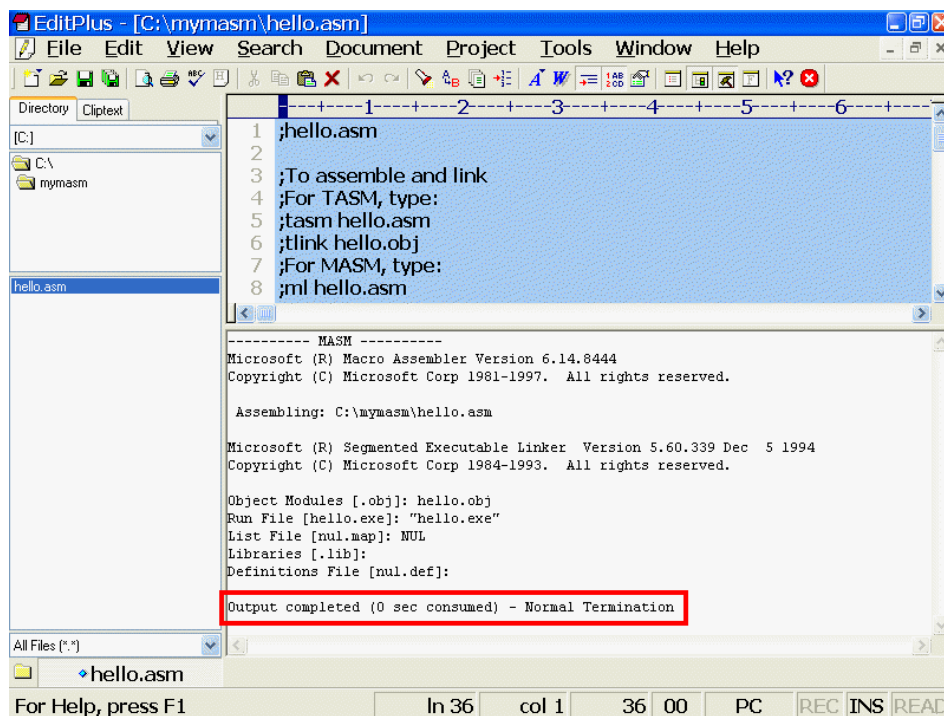 EditPlus - [C:\mymasm\hello.asm]
File Edit View Search Document Project Tools Window Help
Directory Cliptext
[C:]
C:\
mymasm
hello.asm
All Files (*.*)
----+----1----+----2----+----3----+----4----+----5----+----6----+----
1 ;hello.asm
2
3 ;To assemble and link
4 ;For TASM, type:
5 ;tasm hello.asm
6 ;tlink hello.obj
7 ;For MASM, type:
8 ;ml hello.asm
---------- MASM ----------
Microsoft (R) Macro Assembler Version 6.14.8444
Copyright (C) Microsoft Corp 1981-1997.  All rights reserved.
Assembling: C:\mymasm\hello.asm
Microsoft (R) Segmented Executable Linker  Version 5.60.339 Dec  5 1994
Copyright (C) Microsoft Corp 1984-1993.  All rights reserved.
Object Modules [.obj]: hello.obj
Run File [hello.exe]: "hello.exe"
List File [nul.map]: NUL
Libraries [.lib]:
Definitions File [nul.def]:
Output completed (0 sec consumed) - Normal Termination
hello.asm
For Help, press F1 ln 36 col 1 36 00 PC REC INS READ